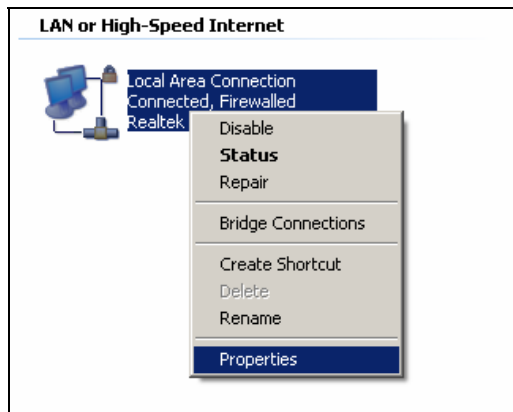 LAN or High-Speed Internet
Local Area Connection
Connected, Firewalled
Realtek
Disable
Status
Repair
Bridge Connections
Create Shortcut
Delete
Rename
Properties